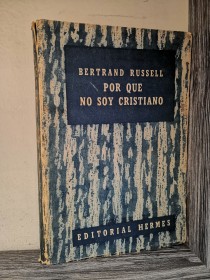 BERTRAND RUSSELL
POR QUE
NO SOY CRISTIANO
EDITORIAL HERMES